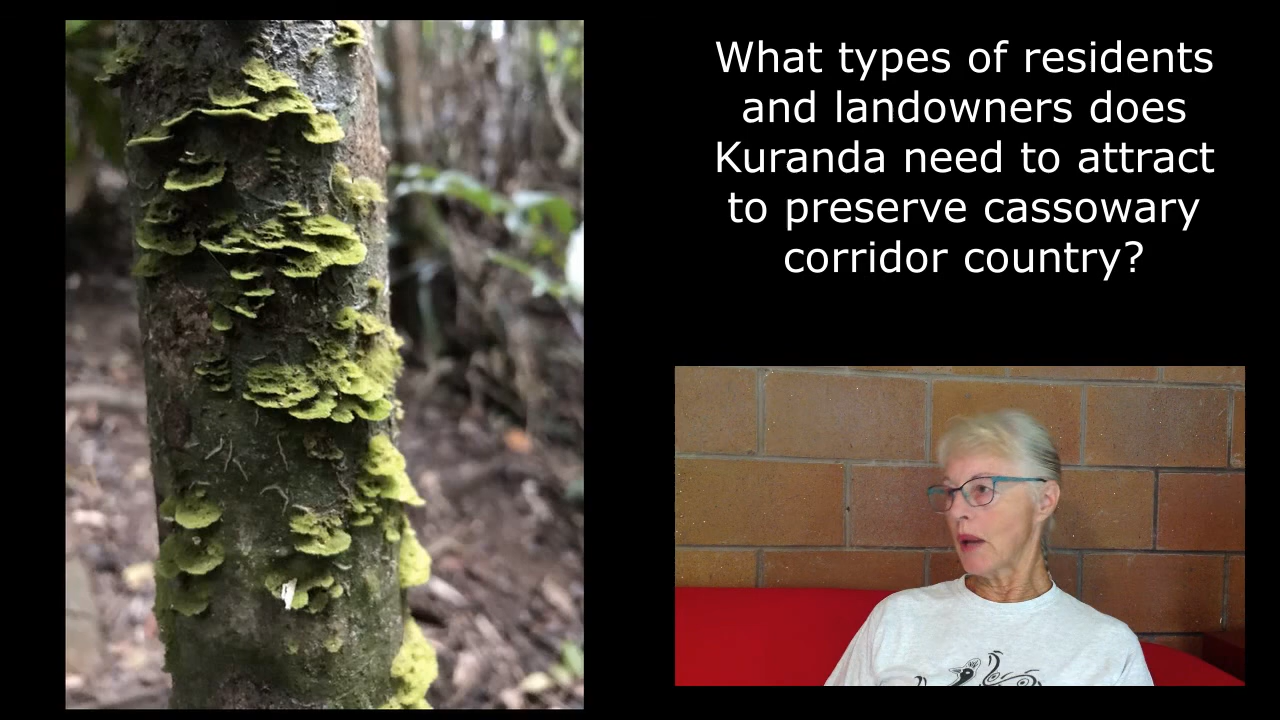 What types of residents
and landowners does
Kuranda need to attract
to preserve cassowary
corridor country?